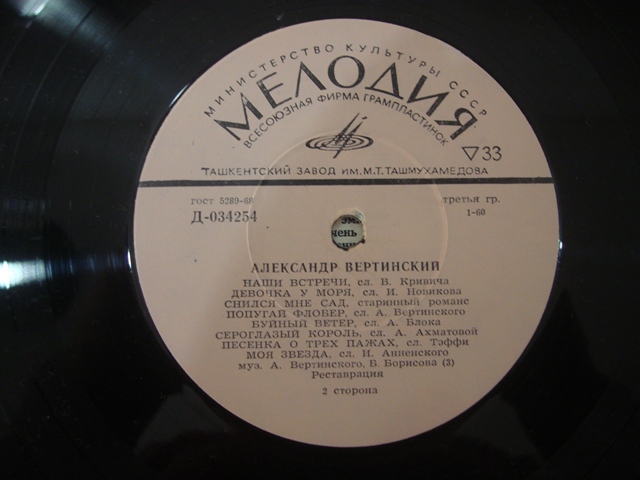 МИНИСТЕРСТВО КУЛЬТУРЫ СССР
МЕЛОДИЯ
ВСЕСОЮЗНАЯ ФИРМА ГРАМПЛАСТИНОК
33
ТАШКЕНТСКИЙ ЗАВОД ИМ. М.Т. ТАШМУХАМЕДОВА
гост 5289-68
третья гр.
Д-034254
1-60
АЛЕКСАНДР ВЕРТИНСКИЙ
НАШИ ВСТРЕЧИ, сл. В. Кривича
ДЕВОЧКА У МОРЯ, сл. И. Новикова
СНИЛСЯ МНЕ САД, старинный романс
ПОПУГАЙ ФЛОБЕР, сл. А. Вертинского
БУЙНЫЙ ВЕТЕР, сл. А. Блока
СЕРОГЛАЗЫЙ КОРОЛЬ, сл. А. Ахматовой
ПЕСЕНКА О ТРЕХ ПАЖАХ, сл. Тэффи
МОЯ ЗВЕЗДА, сл. И. Анненского
муз. А. Вертинского, Б. Борисова (3)
Реставрация
2 сторона